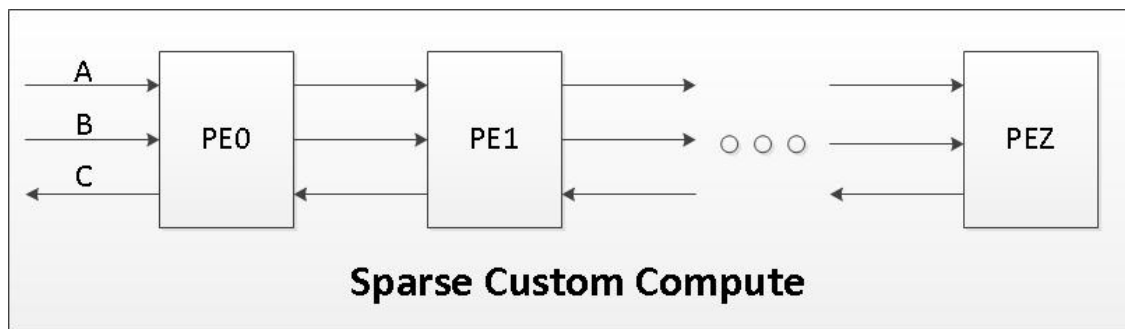 A
B
C
PE0
PE1
PEZ
Sparse Custom Compute